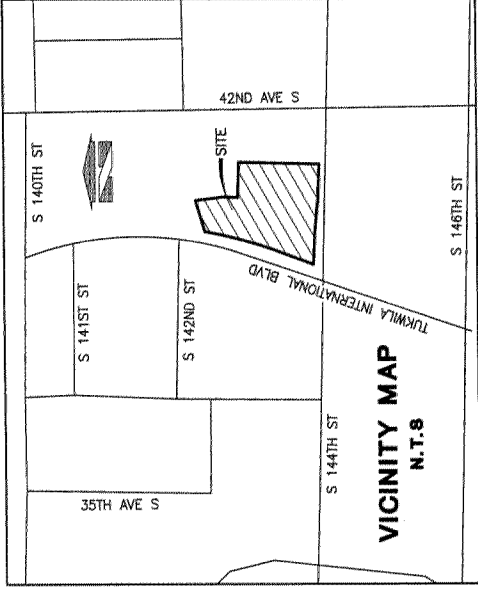 42ND AVE S
S 140TH ST
SITE
S 141ST ST
S 142ND ST
TUKWILA INTERNATIONAL BLVD
S 146TH ST
S 144TH ST
35TH AVE S
VICINITY MAP
N.T.S